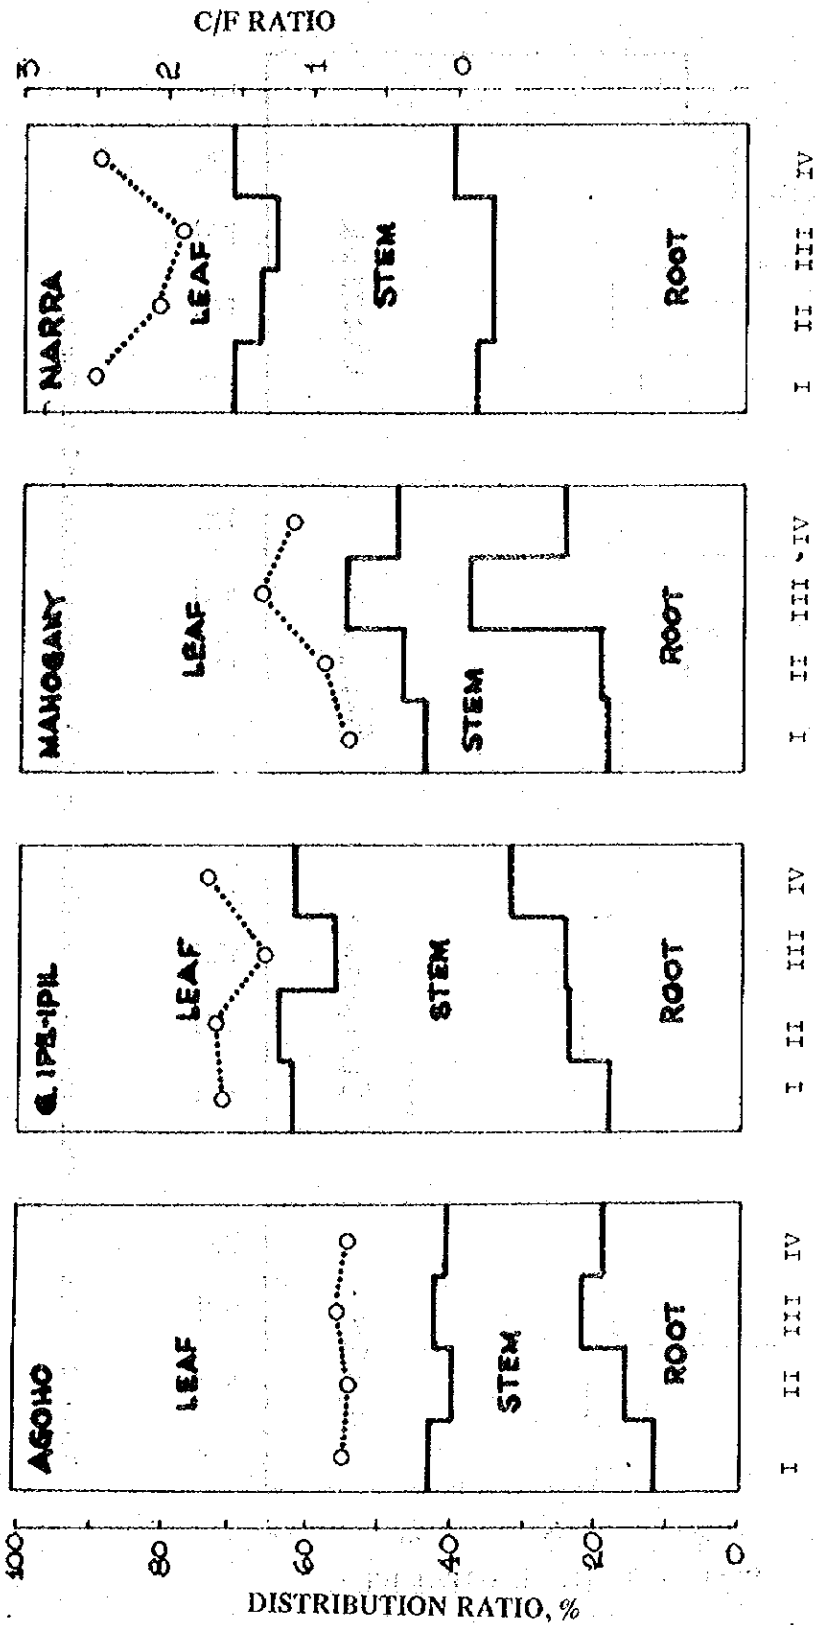 C/F RATIO
3 2 1 0
NARRA
LEAF
STEM
ROOT
I II III IV
MAHOGANY
LEAF
STEM
ROOT
I II III IV
G. IPIL-IPIL
LEAF
STEM
ROOT
I II III IV
AGOHO
LEAF
STEM
ROOT
I II III IV
100 80 60 40 20 0
DISTRIBUTION RATIO, %